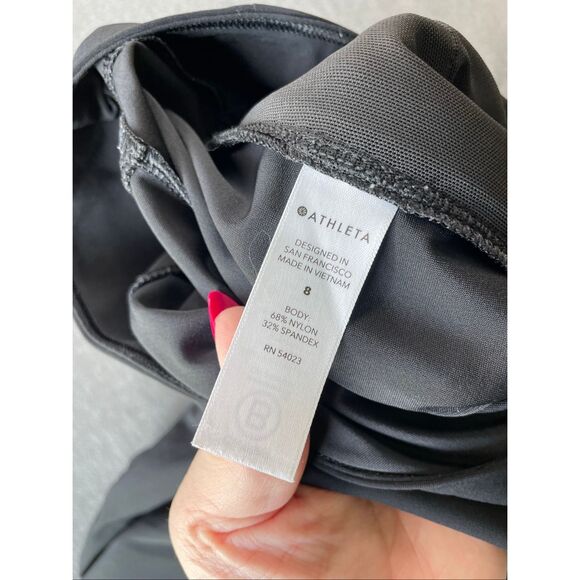 ATHLETA
DESIGNED IN
SAN FRANCISCO
MADE IN VIETNAM
8
BODY:
68% NYLON
32% SPANDEX
RN 54023
B